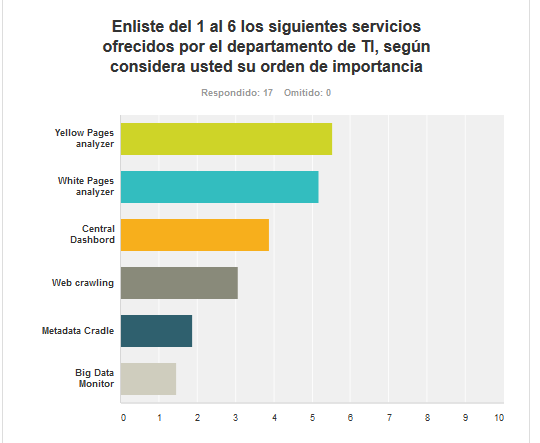 Enliste del 1 al 6 los siguientes servicios
ofrecidos por el departamento de TI, según
considera usted su orden de importancia
Respondido: 17 Omitido: 0
Yellow Pages
analyzer
White Pages
analyzer
Central
Dashbord
Web crawling
Metadata Cradle
Big Data
Monitor
0 1 2 3 4 5 6 7 8 9 10